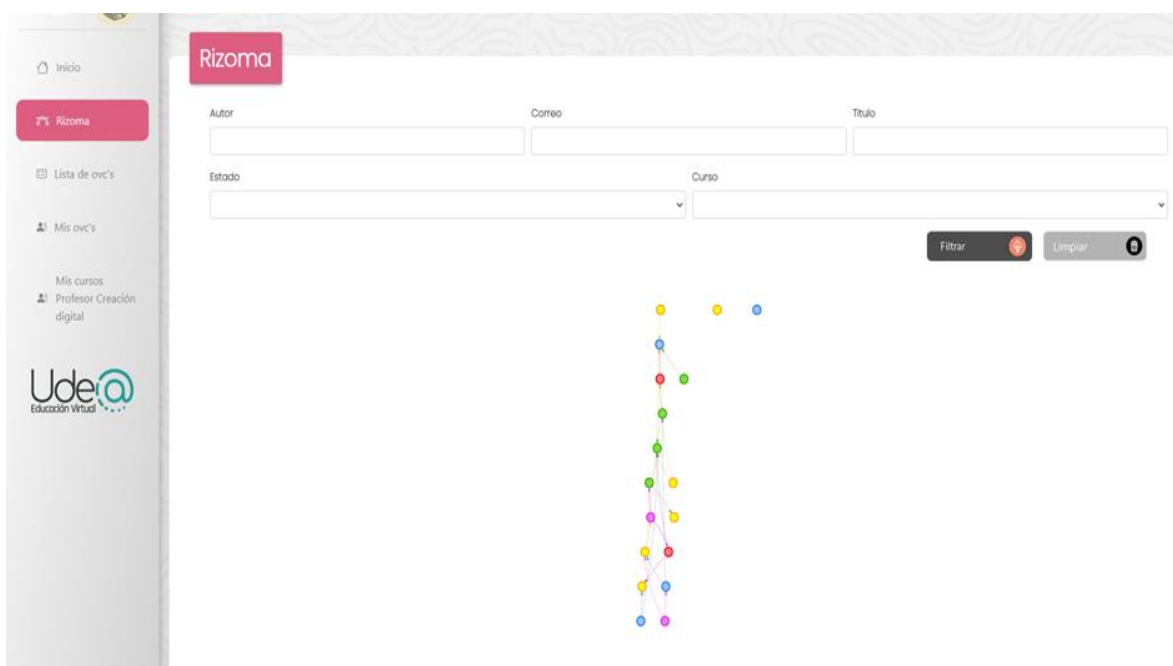 Inicio
Rizoma
Lista de ovc's
Mis ovc's
Mis cursos
Profesor Creación
digital
Ude@
Educación Virtual
Rizoma
Autor
Correo
Titulo
Estado
Curso
Filtrar
Limpiar